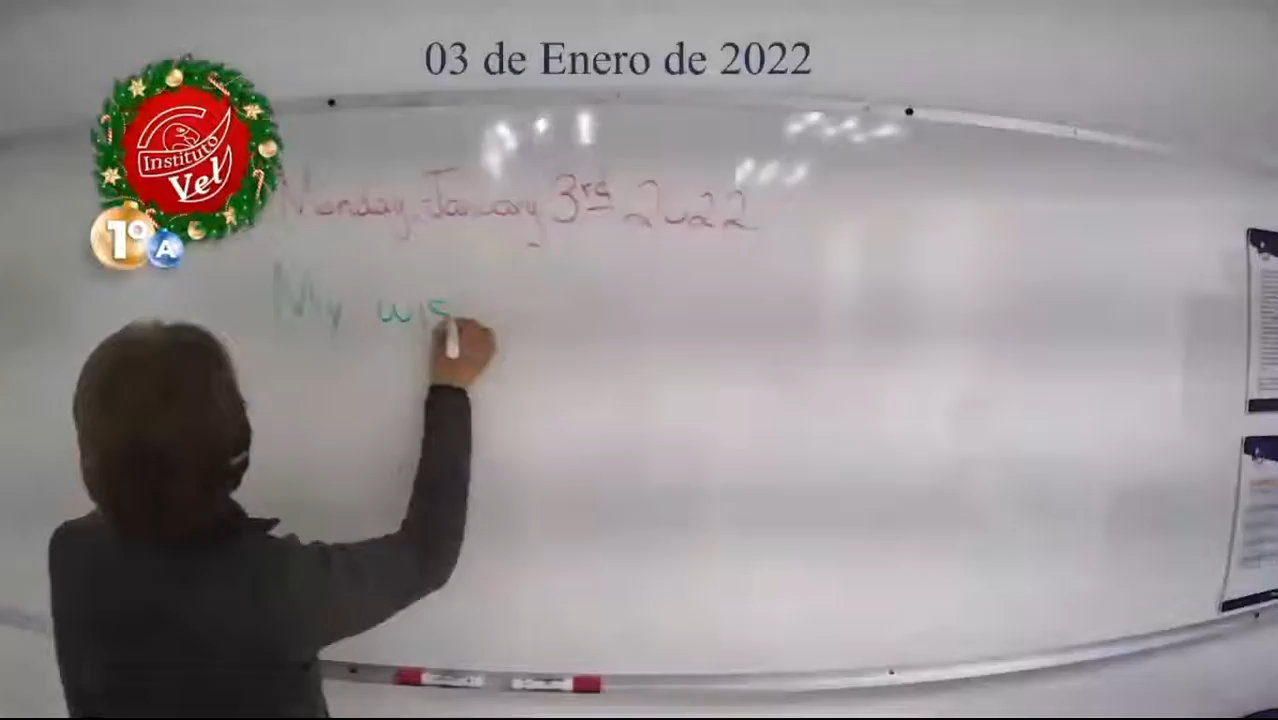 03 de Enero de 2022
Instituto
Vel
1° A
Monday, January 3rd 2022
My wis